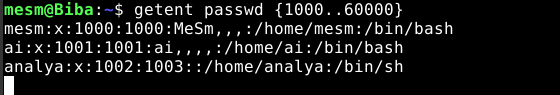 mesm@Biba:~$ getent passwd {1000..60000}
mesm:x:1000:1000:MeSm,,,:/home/mesm:/bin/bash
ai:x:1001:1001:ai,,,,:/home/ai:/bin/bash
analya:x:1002:1003::/home/analya:/bin/sh